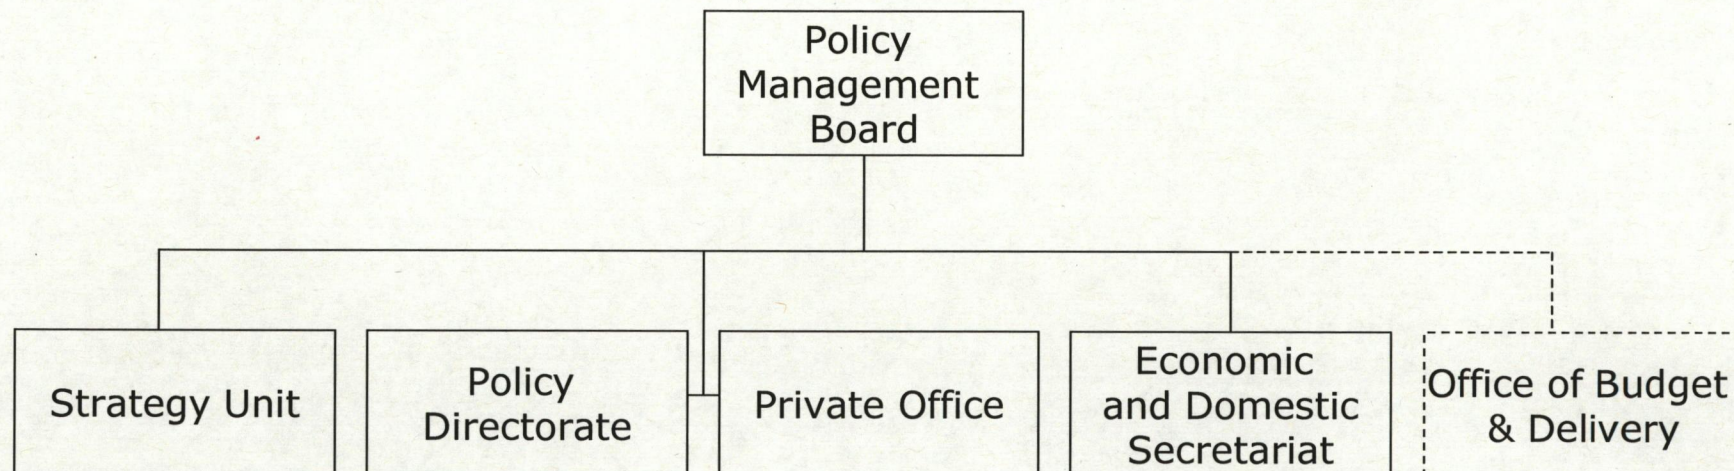 Policy
Management
Board
Strategy Unit
Policy
Directorate
Private Office
Economic
and Domestic
Secretariat
Office of Budget
& Delivery